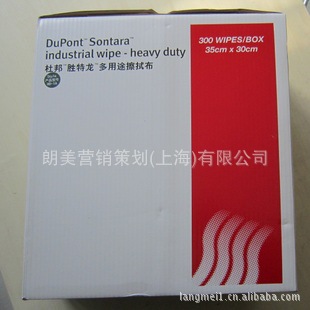 DuPont™ Sontara™
industrial wipe - heavy duty
杜邦™胜特龙™多用途擦拭布
300 WIPES/BOX
35cm x 30cm
朗美营销策划(上海)有限公司
langmei1.cn.alibaba.com